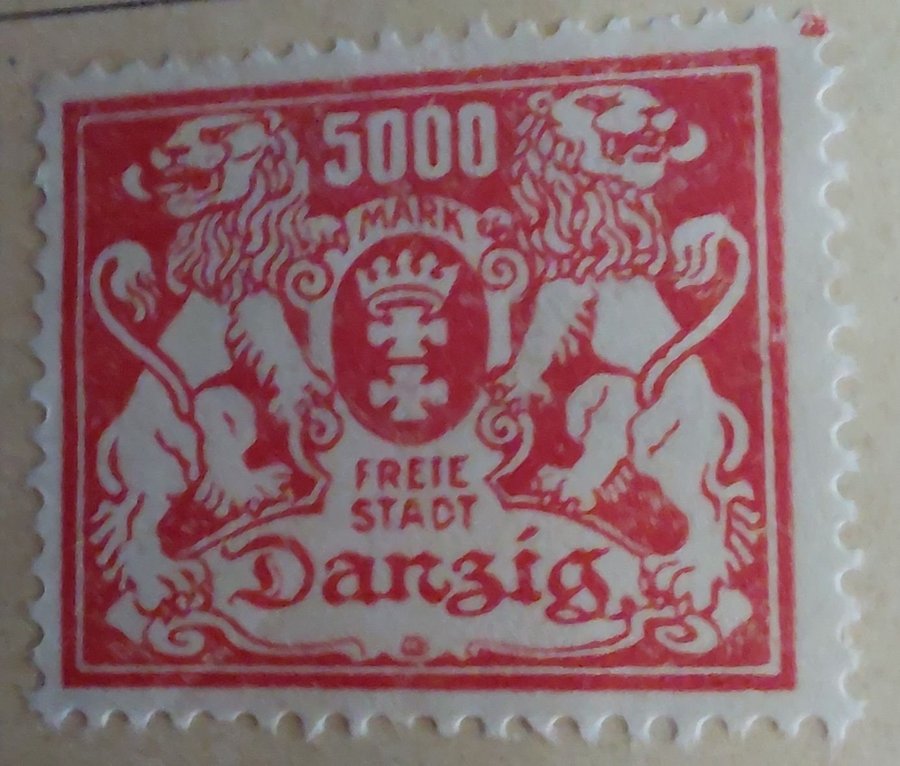 5000
MARK
FREIE
STADT
Danzig